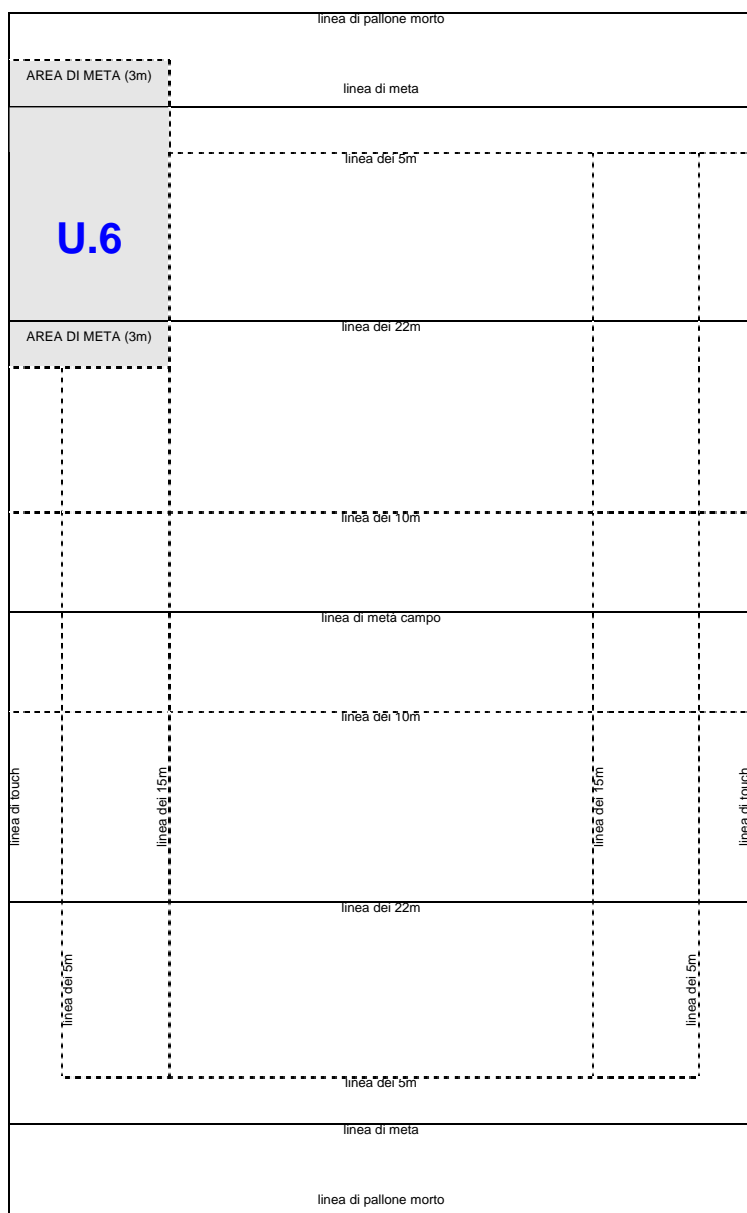 linea di pallone morto
AREA DI META (3m)
linea di meta
linea dei 5m
U.6
linea dei 22m
AREA DI META (3m)
linea dei 10m
linea di metà campo
linea dei 10m
linea di touch
linea dei 15m
linea dei 15m
linea di touch
linea dei 22m
linea dei 5m
linea dei 5m
linea dei 5m
linea di meta
linea di pallone morto